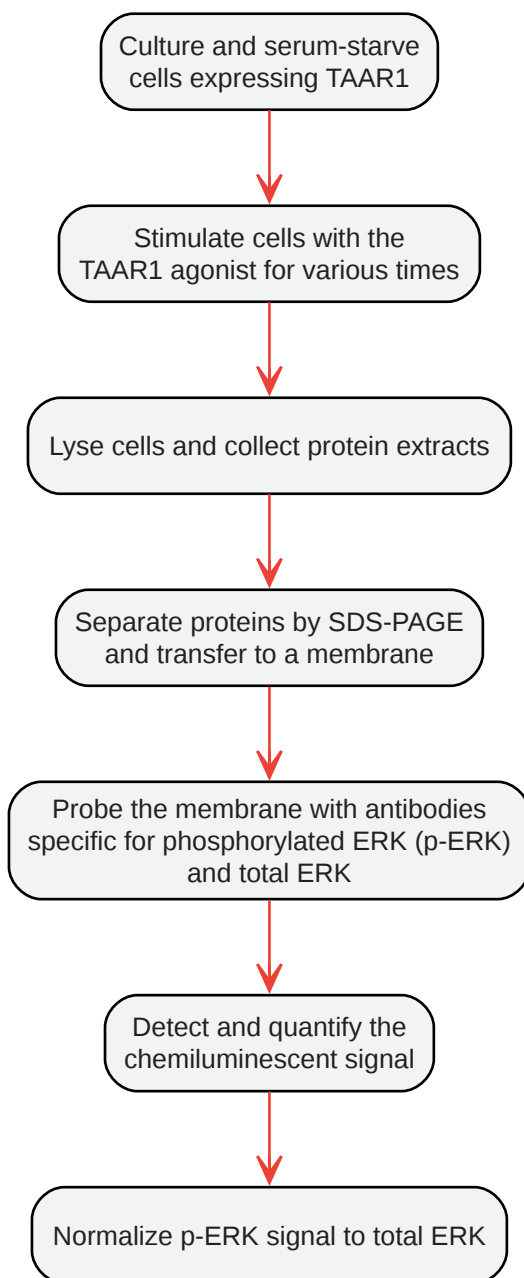 Culture and serum-starve
cells expressing TAAR1
Stimulate cells with the
TAAR1 agonist for various times
Lyse cells and collect protein extracts
Separate proteins by SDS-PAGE
and transfer to a membrane
Probe the membrane with antibodies
specific for phosphorylated ERK (p-ERK)
and total ERK
Detect and quantify the
chemiluminescent signal
Normalize p-ERK signal to total ERK